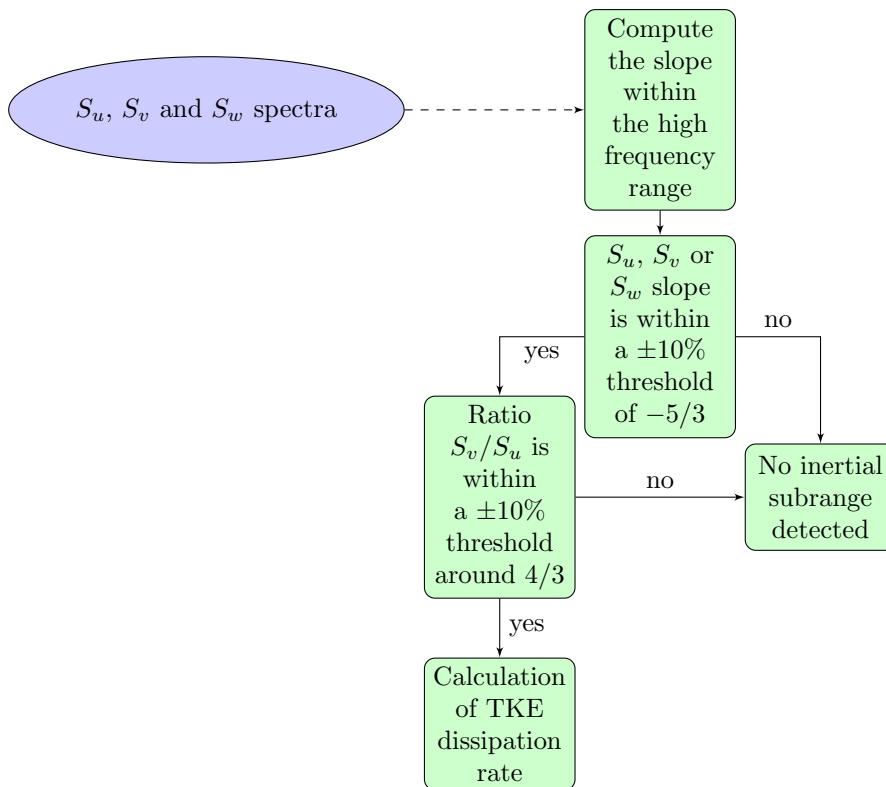 Compute
the slope
within
the high
frequency
range
S_u, S_v and S_w spectra
S_u, S_v or
S_w slope
is within
a ±10%
threshold
of −5/3
no
yes
Ratio
S_v/S_u is
within
a ±10%
threshold
around 4/3
no
No inertial
subrange
detected
yes
Calculation
of TKE
dissipation
rate